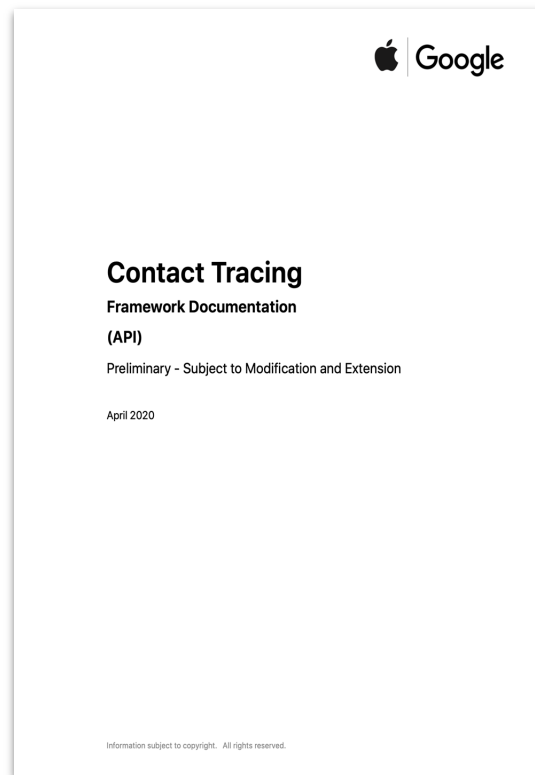 Google
Contact Tracing
Framework Documentation
(API)
Preliminary - Subject to Modification and Extension
April 2020
Information subject to copyright. All rights reserved.